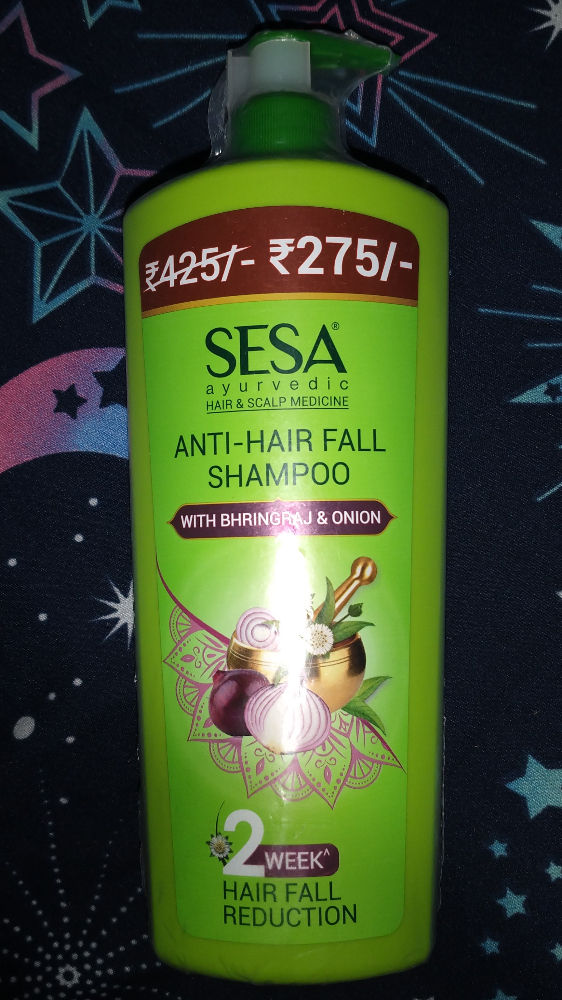 ₹425/- ₹275/-
SESA®
ayurvedic
HAIR & SCALP MEDICINE
ANTI-HAIR FALL
SHAMPOO
WITH BHRINGRAJ & ONION
2 WEEK^
HAIR FALL
REDUCTION